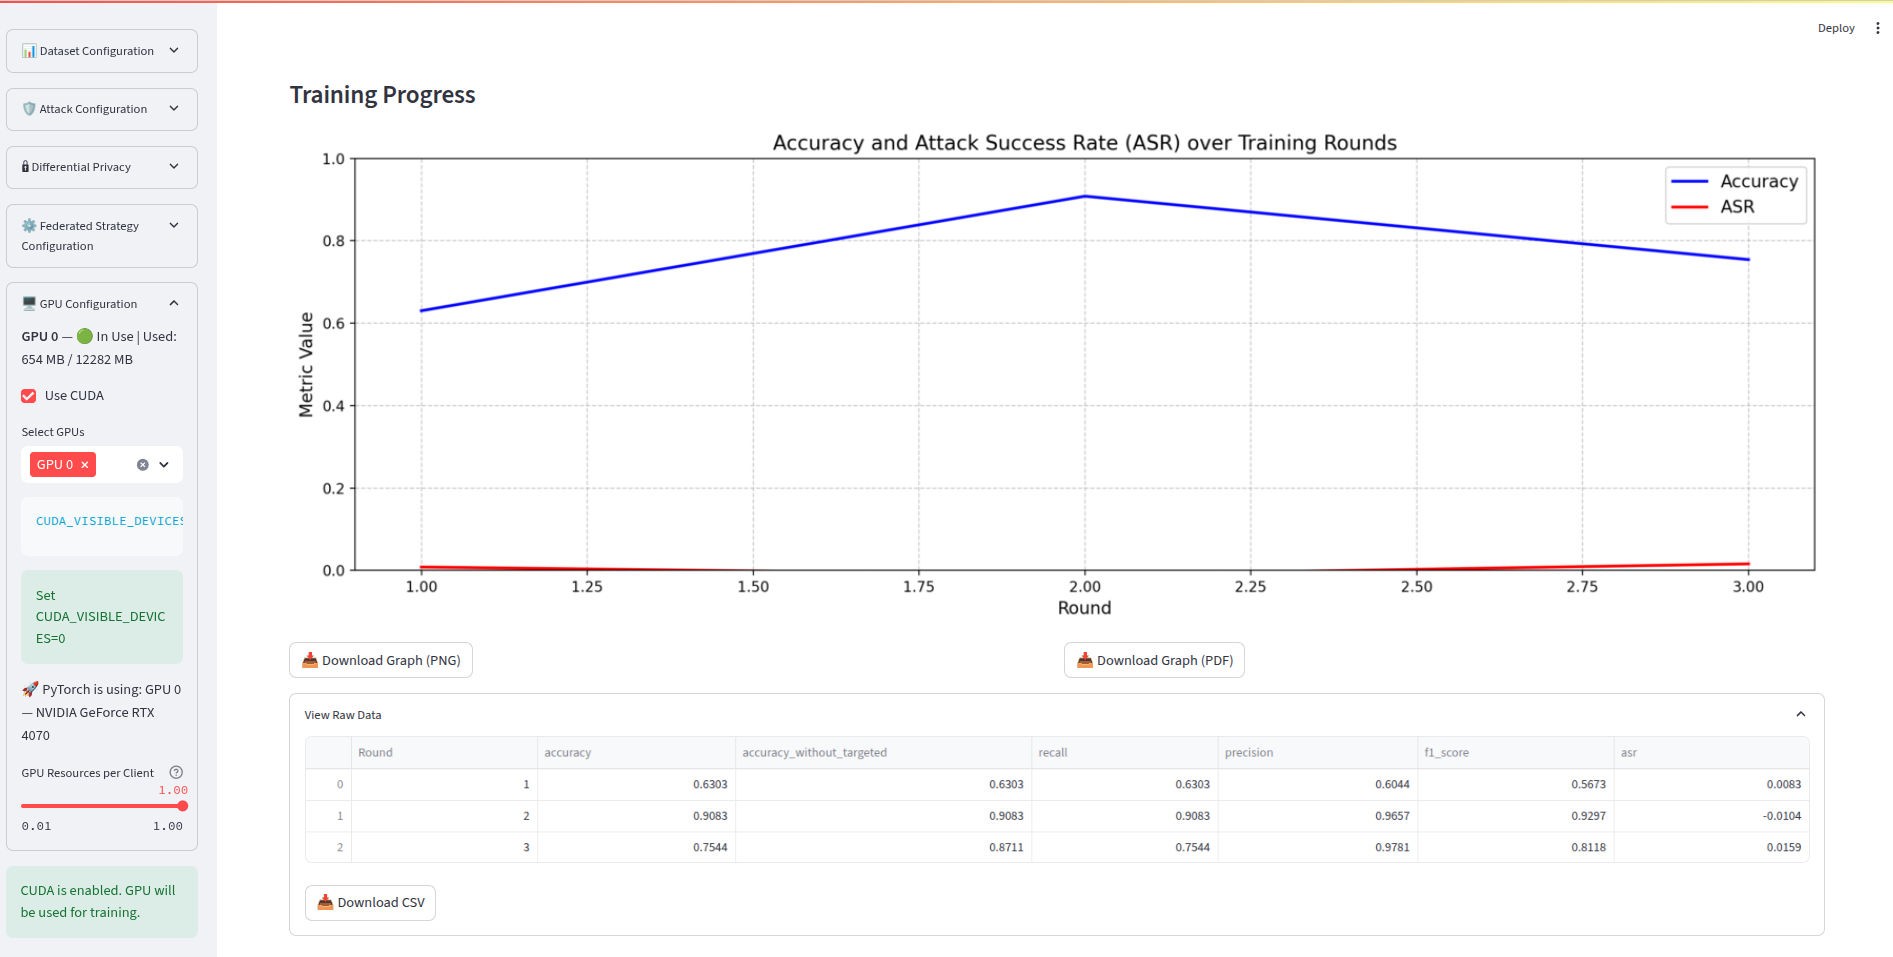 Deploy
📊 Dataset Configuration
🛡️ Attack Configuration
🔒 Differential Privacy
⚙️ Federated Strategy
Configuration
🖥️ GPU Configuration
GPU 0 — 🟢 In Use | Used:
654 MB / 12282 MB
Use CUDA
Select GPUs
GPU 0
CUDA_VISIBLE_DEVICES
Set
CUDA_VISIBLE_DEVIC
ES=0
🚀 PyTorch is using: GPU 0
— NVIDIA GeForce RTX
4070
GPU Resources per Client
1.00
0.01 1.00
CUDA is enabled. GPU will
be used for training.
Training Progress
Accuracy and Attack Success Rate (ASR) over Training Rounds
Accuracy
ASR
Metric Value
1.0
0.8
0.6
0.4
0.2
0.0
1.00 1.25 1.50 1.75 2.00 2.25 2.50 2.75 3.00
Round
📥 Download Graph (PNG)
📥 Download Graph (PDF)
View Raw Data
Round accuracy accuracy_without_targeted recall precision f1_score asr
0 1 0.6303 0.6303 0.6303 0.6044 0.5673 0.0083
1 2 0.9083 0.9083 0.9083 0.9657 0.9297 -0.0104
2 3 0.7544 0.8711 0.7544 0.9781 0.8118 0.0159
📥 Download CSV